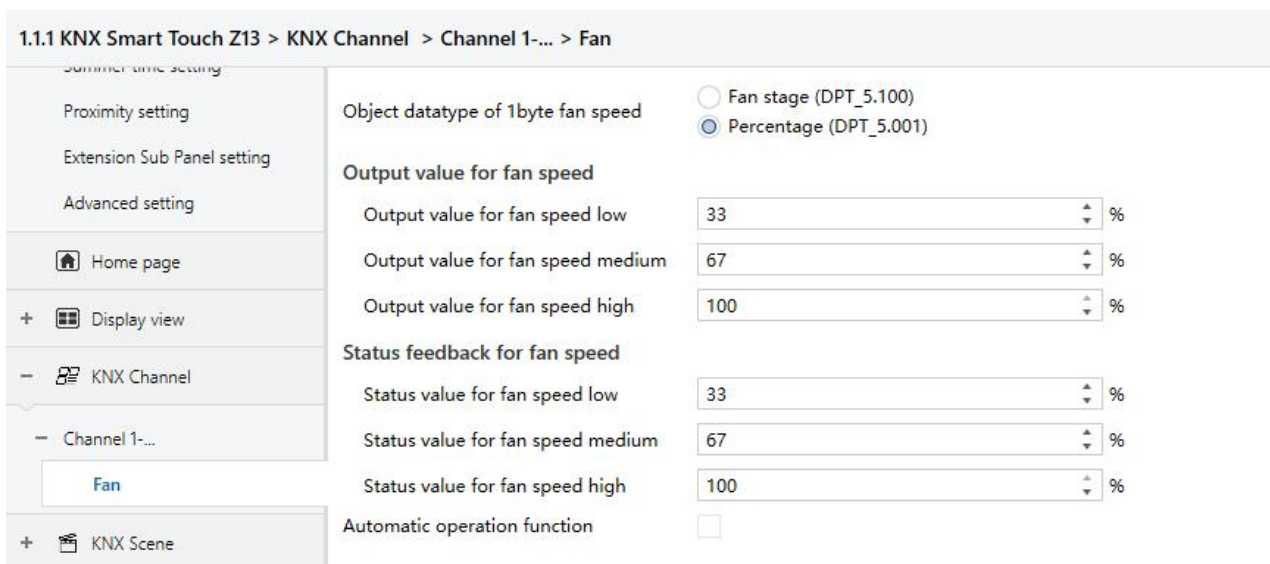 1.1.1 KNX Smart Touch Z13 > KNX Channel > Channel 1-... > Fan
Summer time setting
Proximity setting
Extension Sub Panel setting
Advanced setting
Home page
+ Display view
− KNX Channel
− Channel 1-...
Fan
+ KNX Scene
Object datatype of 1byte fan speed
Fan stage (DPT_5.100)
Percentage (DPT_5.001)
Output value for fan speed
Output value for fan speed low 33 %
Output value for fan speed medium 67 %
Output value for fan speed high 100 %
Status feedback for fan speed
Status value for fan speed low 33 %
Status value for fan speed medium 67 %
Status value for fan speed high 100 %
Automatic operation function